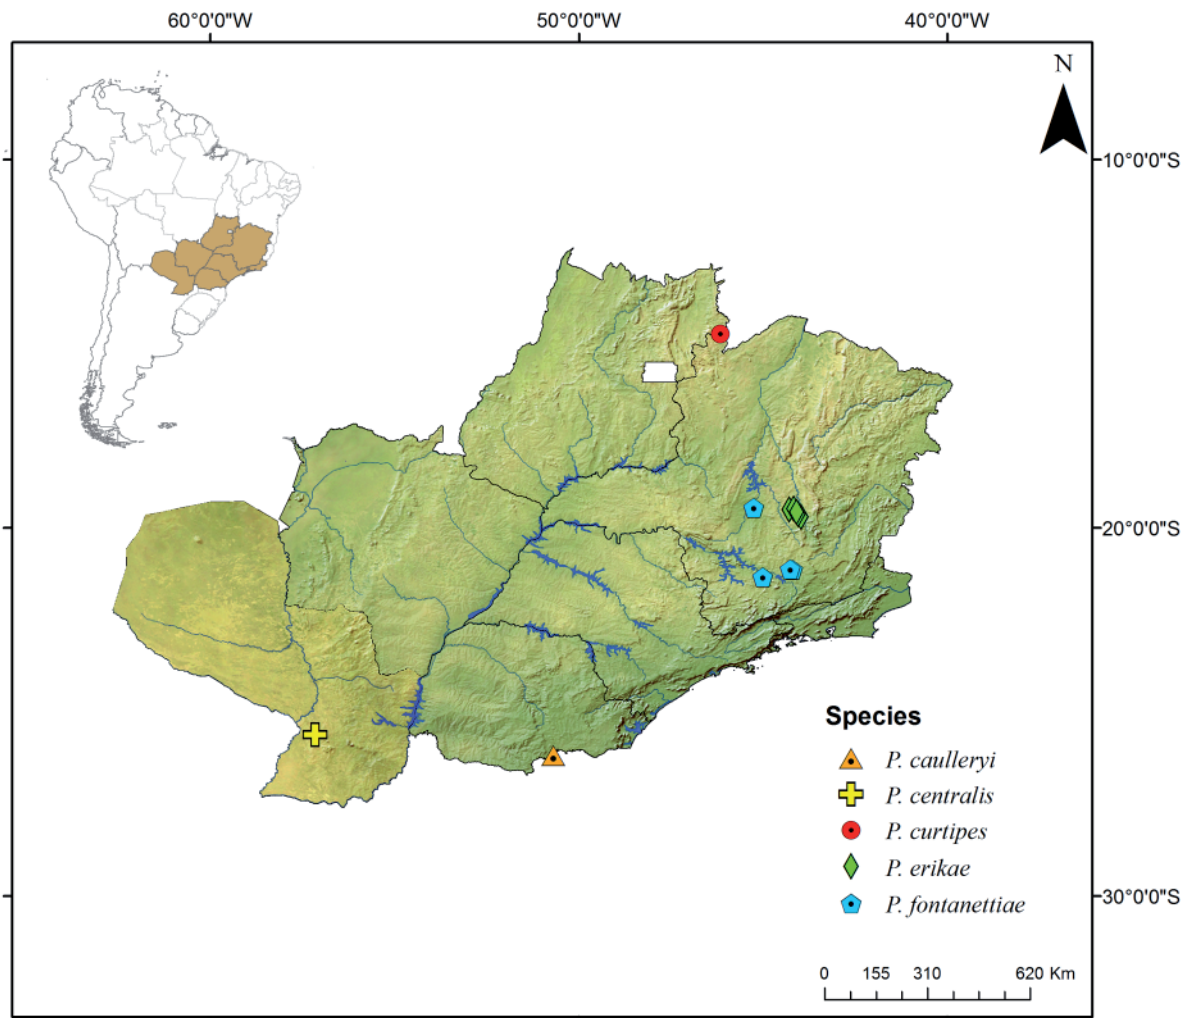 60°0'0"W 50°0'0"W 40°0'0"W
N
10°0'0"S
20°0'0"S
30°0'0"S
Species
P. caulleryi
P. centralis
P. curtipes
P. erikae
P. fontanettiae
0 155 310 620 Km